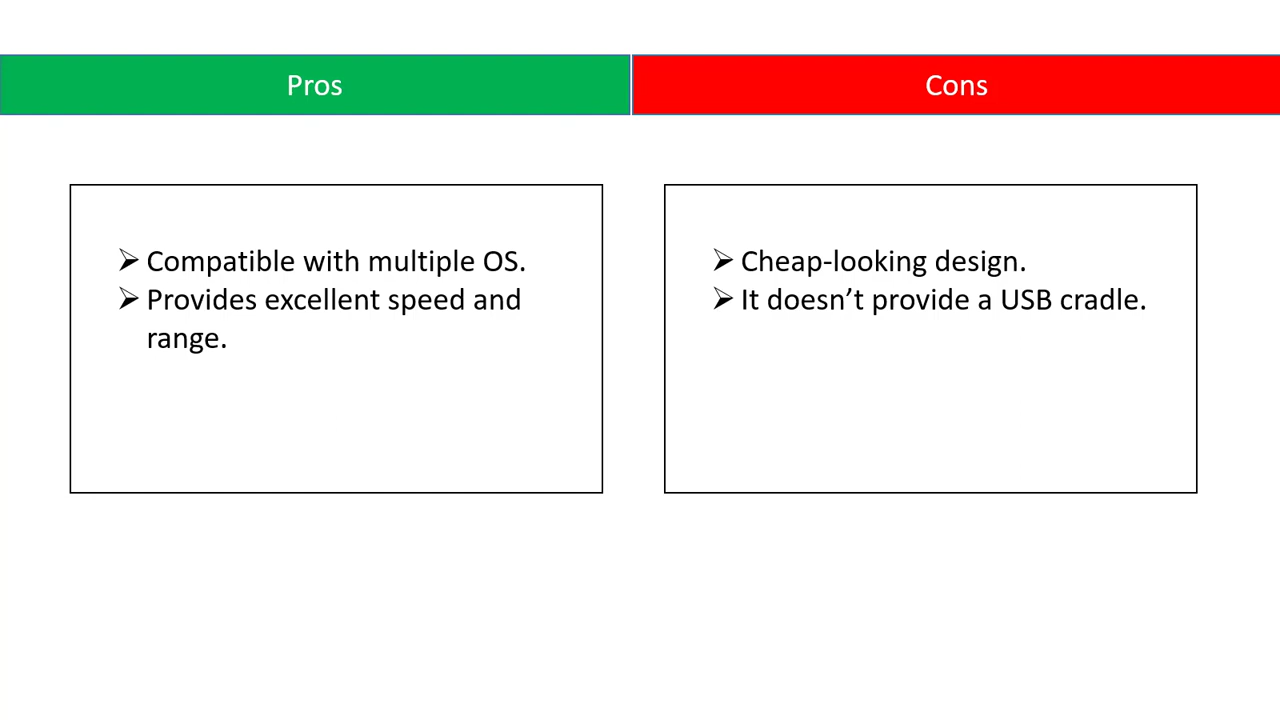 Pros
Cons
➢ Compatible with multiple OS.
➢ Provides excellent speed and
range.
➢ Cheap-looking design.
➢ It doesn’t provide a USB cradle.